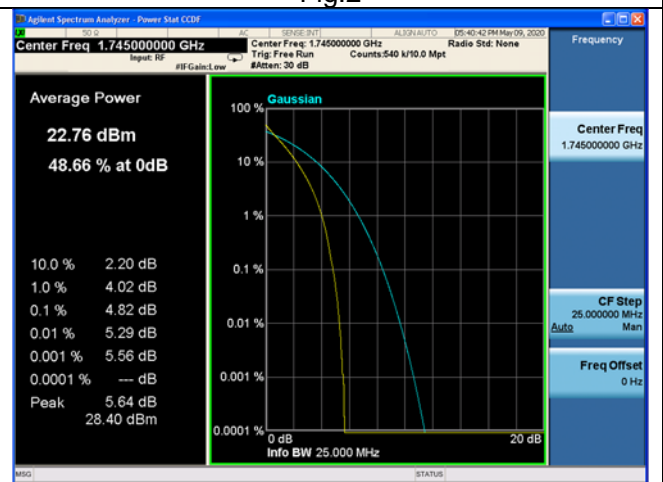 Fig.2
Agilent Spectrum Analyzer - Power Stat CCDF
50 Ω AC SENSE:INT ALIGN AUTO 05:40:42 PM May 09, 2020
Center Freq 1.745000000 GHz
Input: RF
#IFGain:Low
Center Freq: 1.745000000 GHz
Trig: Free Run Counts:540 k/10.0 Mpt
#Atten: 30 dB
Radio Std: None
Frequency
Average Power
22.76 dBm
48.66 % at 0dB
10.0 % 2.20 dB
1.0 % 4.02 dB
0.1 % 4.82 dB
0.01 % 5.29 dB
0.001 % 5.56 dB
0.0001 % --- dB
Peak 5.64 dB
28.40 dBm
Gaussian
100 %
10 %
1 %
0.1 %
0.01 %
0.001 %
0.0001 %
0 dB 20 dB
Info BW 25.000 MHz
Center Freq
1.745000000 GHz
CF Step
25.000000 MHz
Auto Man
Freq Offset
0 Hz
MSG STATUS